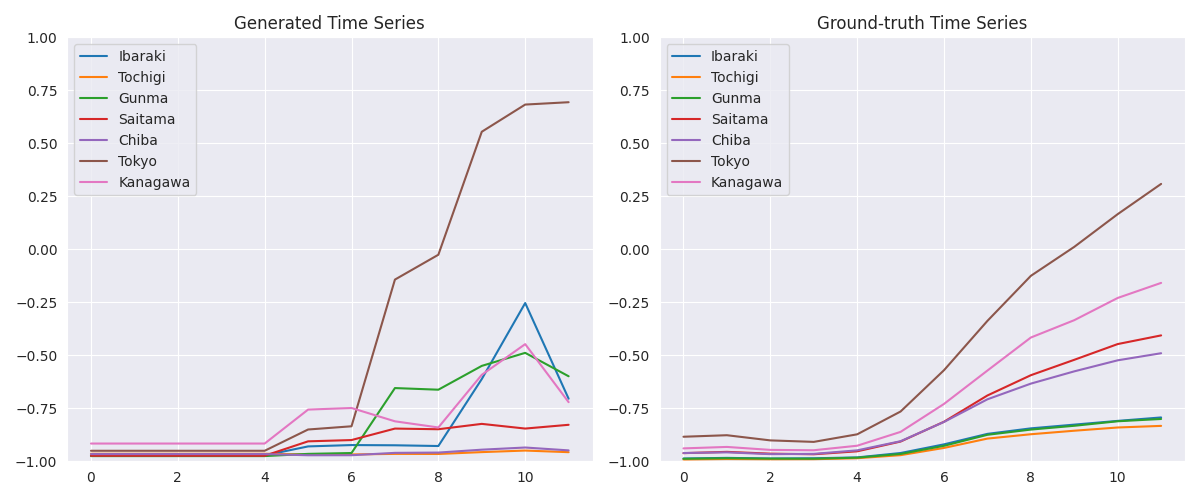 Generated Time Series
1.00
0.75
0.50
0.25
0.00
−0.25
−0.50
−0.75
−1.00
0
2
4
6
8
10
Ibaraki
Tochigi
Gunma
Saitama
Chiba
Tokyo
Kanagawa
Ground-truth Time Series
1.00
0.75
0.50
0.25
0.00
−0.25
−0.50
−0.75
−1.00
0
2
4
6
8
10
Ibaraki
Tochigi
Gunma
Saitama
Chiba
Tokyo
Kanagawa